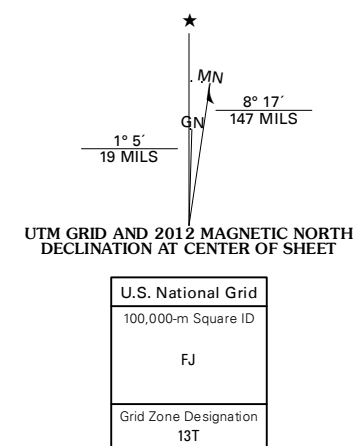 ★
MN
8° 17´
147 MILS
GN
1° 5´
19 MILS
UTM GRID AND 2012 MAGNETIC NORTH
DECLINATION AT CENTER OF SHEET
U.S. National Grid
100,000-m Square ID
FJ
Grid Zone Designation
13T